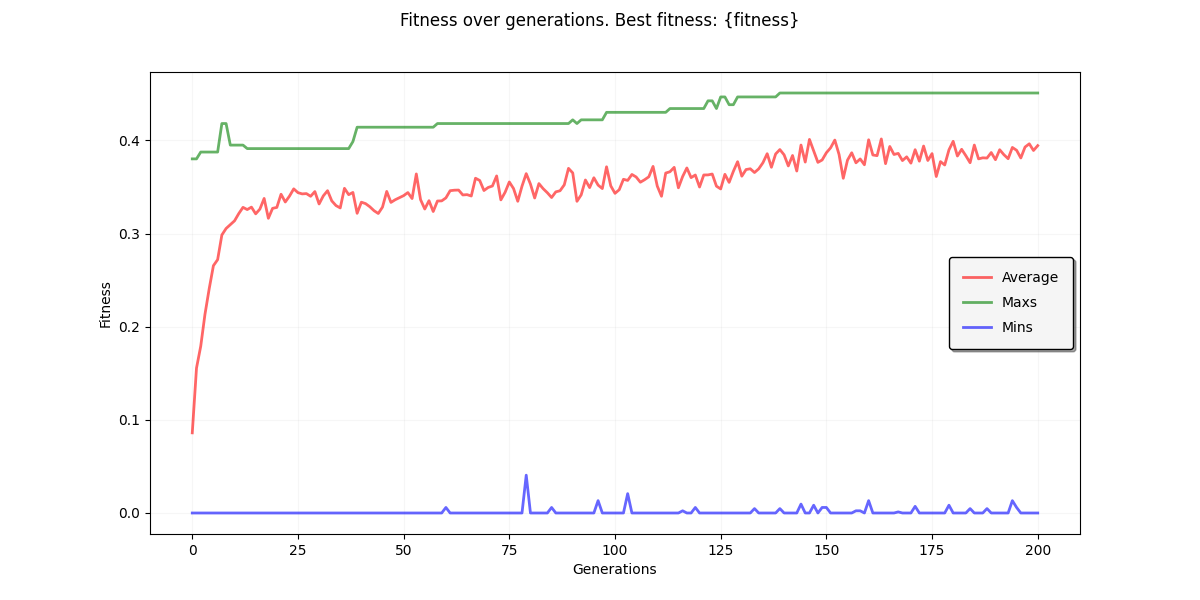 Fitness over generations. Best fitness: {fitness}
Fitness
0.4
0.3
0.2
0.1
0.0
Average
Maxs
Mins
0 25 50 75 100 125 150 175 200
Generations